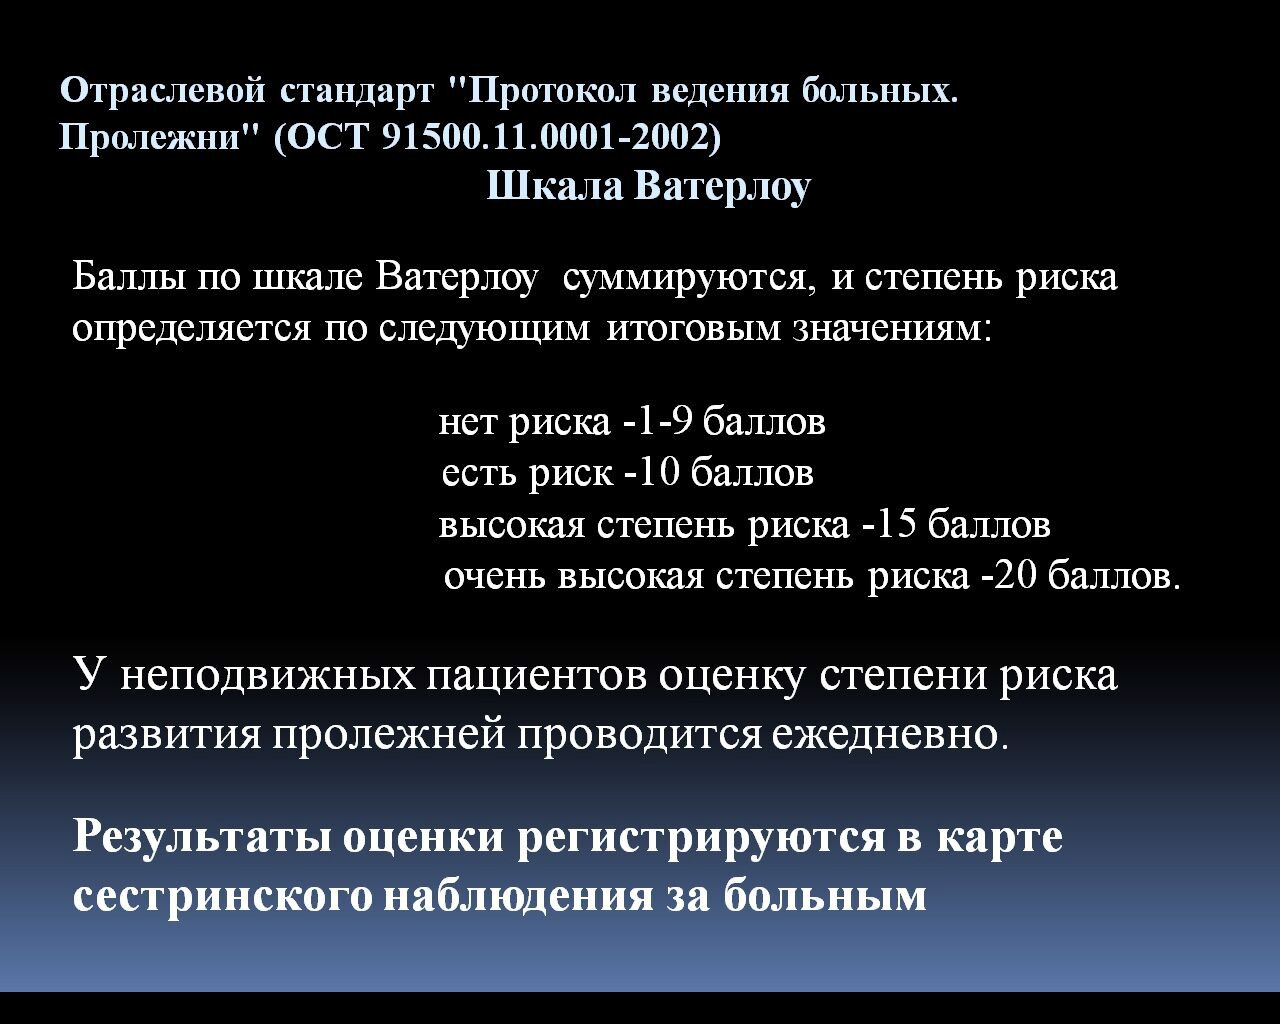 Отраслевой стандарт "Протокол ведения больных.
Пролежни" (ОСТ 91500.11.0001-2002)
Шкала Ватерлоу
Баллы по шкале Ватерлоу суммируются, и степень риска
определяется по следующим итоговым значениям:
нет риска -1-9 баллов
есть риск -10 баллов
высокая степень риска -15 баллов
очень высокая степень риска -20 баллов.
У неподвижных пациентов оценку степени риска
развития пролежней проводится ежедневно.
Результаты оценки регистрируются в карте
сестринского наблюдения за больным